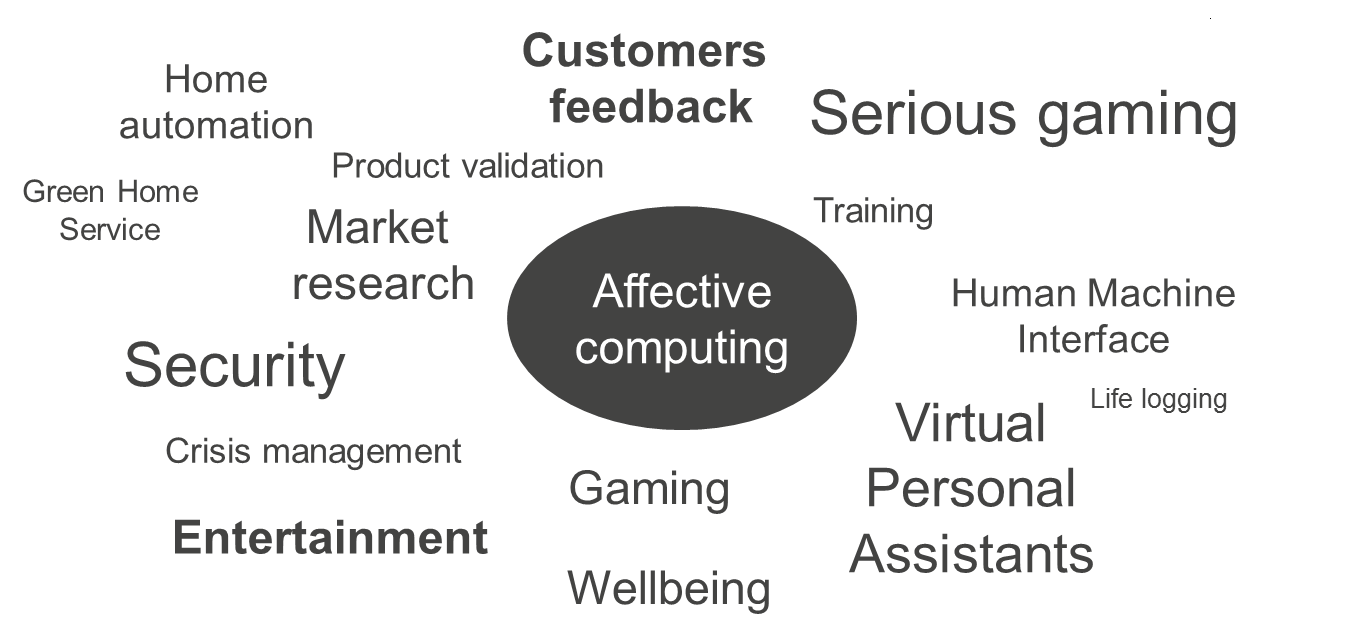 Customers
feedback
Home
automation
Serious gaming
Product validation
Green Home
Service
Market
research
Training
Affective
computing
Human Machine
Interface
Security
Life logging
Virtual
Personal
Assistants
Crisis management
Gaming
Entertainment
Wellbeing